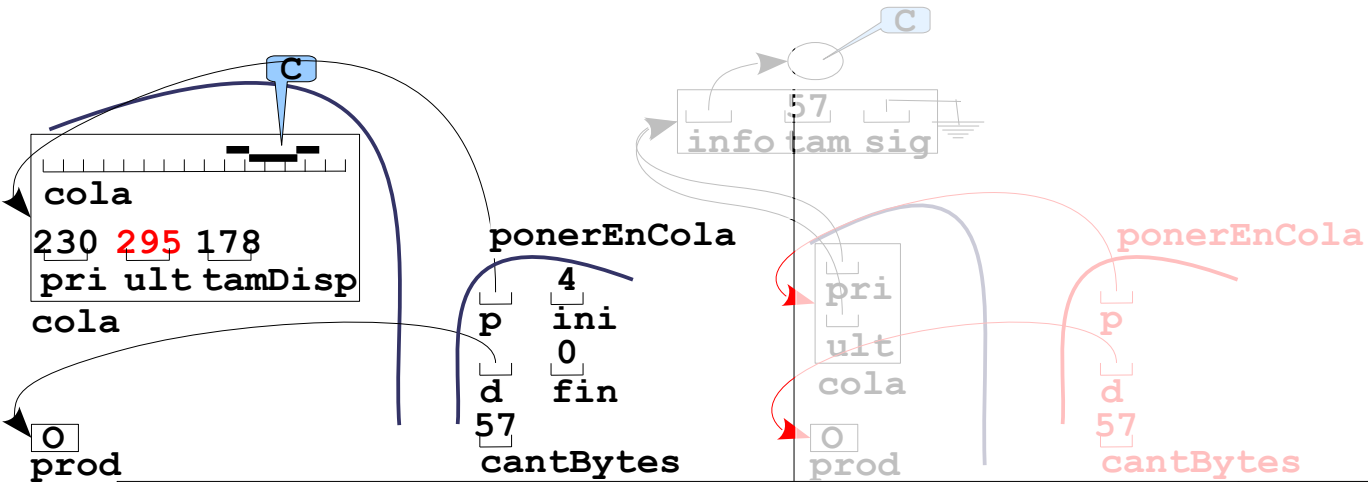 C
cola
230 295 178
pri ult tamDisp
cola
ponerEnCola
4
p ini
0
d fin
57
cantBytes
O
prod
C
57
info tam sig
pri
ult
cola
O
prod
ponerEnCola
p
d
57
cantBytes